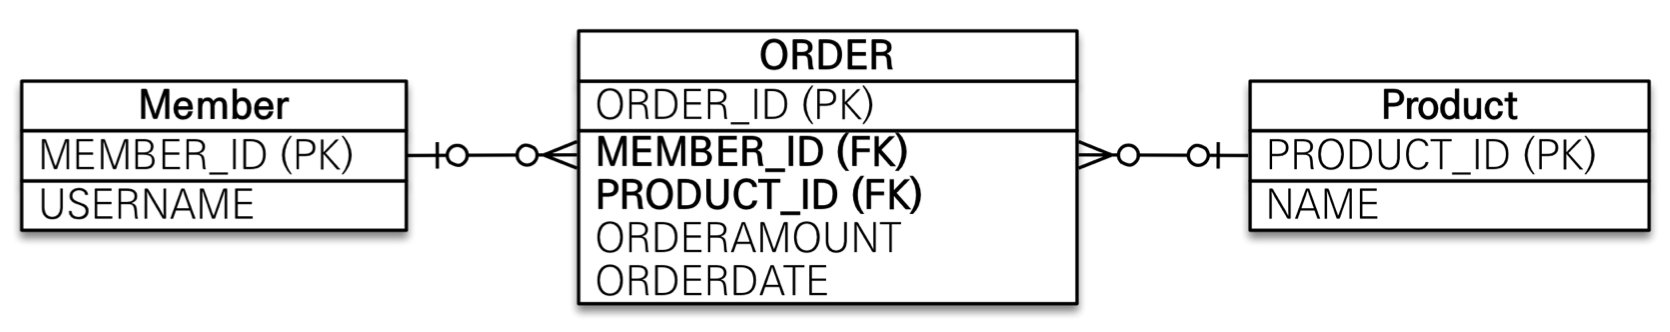 Member
MEMBER_ID (PK)
USERNAME
ORDER
ORDER_ID (PK)
MEMBER_ID (FK)
PRODUCT_ID (FK)
ORDERAMOUNT
ORDERDATE
Product
PRODUCT_ID (PK)
NAME